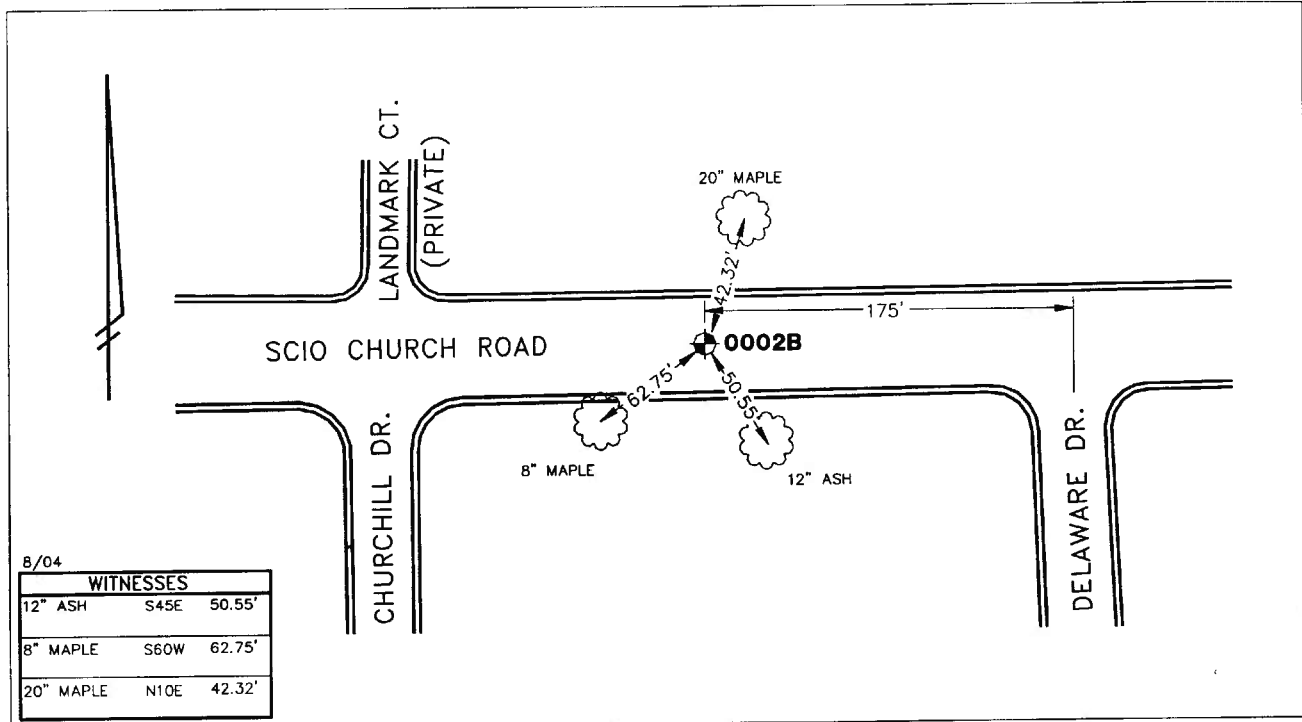 LANDMARK CT.
(PRIVATE)
20" MAPLE
42.32'
175'
SCIO CHURCH ROAD
0002B
62.75'
50.55'
8" MAPLE
12" ASH
CHURCHILL DR.
DELAWARE DR.
8/04
WITNESSES
12" ASH S45E 50.55'
8" MAPLE S60W 62.75'
20" MAPLE N10E 42.32'